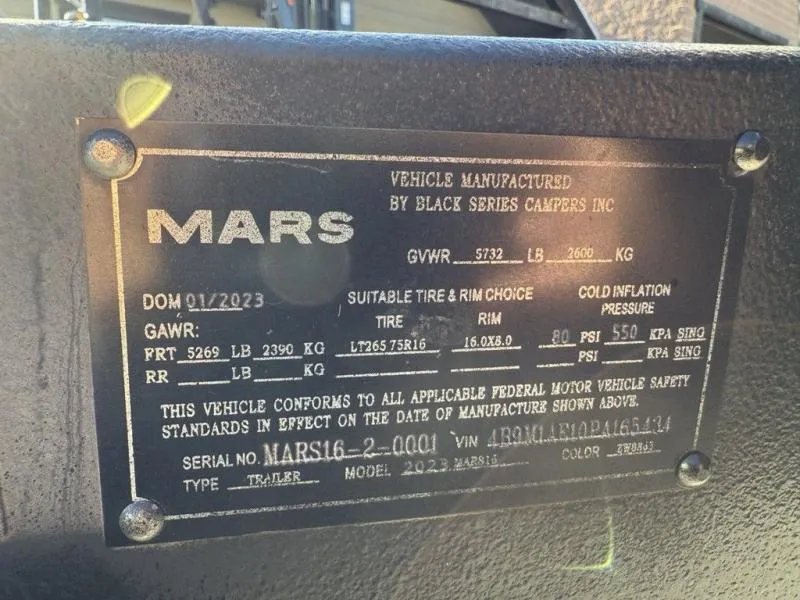 VEHICLE MANUFACTURED
BY BLACK SERIES CAMPERS INC
MARS
GVWR 5732 LB 2600 KG
DOM 01/2023 SUITABLE TIRE & RIM CHOICE COLD INFLATION PRESSURE
GAWR: TIRE RIM
FRT 5269 LB 2390 KG LT265 75R16 16.0X8.0 80 PSI 550 KPA SING
RR LB KG PSI KPA SING
THIS VEHICLE CONFORMS TO ALL APPLICABLE FEDERAL MOTOR VEHICLE SAFETY
STANDARDS IN EFFECT ON THE DATE OF MANUFACTURE SHOWN ABOVE.
SERIAL NO. MARS16-2-0001 VIN
TYPE TRAILER MODEL 2023 MARS16 COLOR